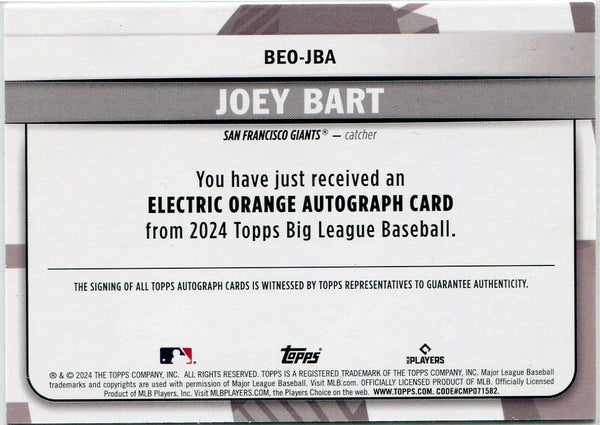 BEO-JBA
JOEY BART
SAN FRANCISCO GIANTS® — catcher
You have just received an
ELECTRIC ORANGE AUTOGRAPH CARD
from 2024 Topps Big League Baseball.
THE SIGNING OF ALL TOPPS AUTOGRAPH CARDS IS WITNESSED BY TOPPS REPRESENTATIVES TO GUARANTEE AUTHENTICITY.
topps MLB PLAYERS
® & © 2024 THE TOPPS COMPANY, INC. ALL RIGHTS RESERVED. TOPPS IS A REGISTERED TRADEMARK OF THE TOPPS COMPANY, INC. Major League Baseball
trademarks and copyrights are used with permission of Major League Baseball. Visit MLB.com. OFFICIALLY LICENSED PRODUCT OF MLB. Officially Licensed
Product of MLB Players, Inc. Visit MLBPLAYERS.COM, the Players Choice on the web. WWW.TOPPS.COM. CODE#CMP071582.